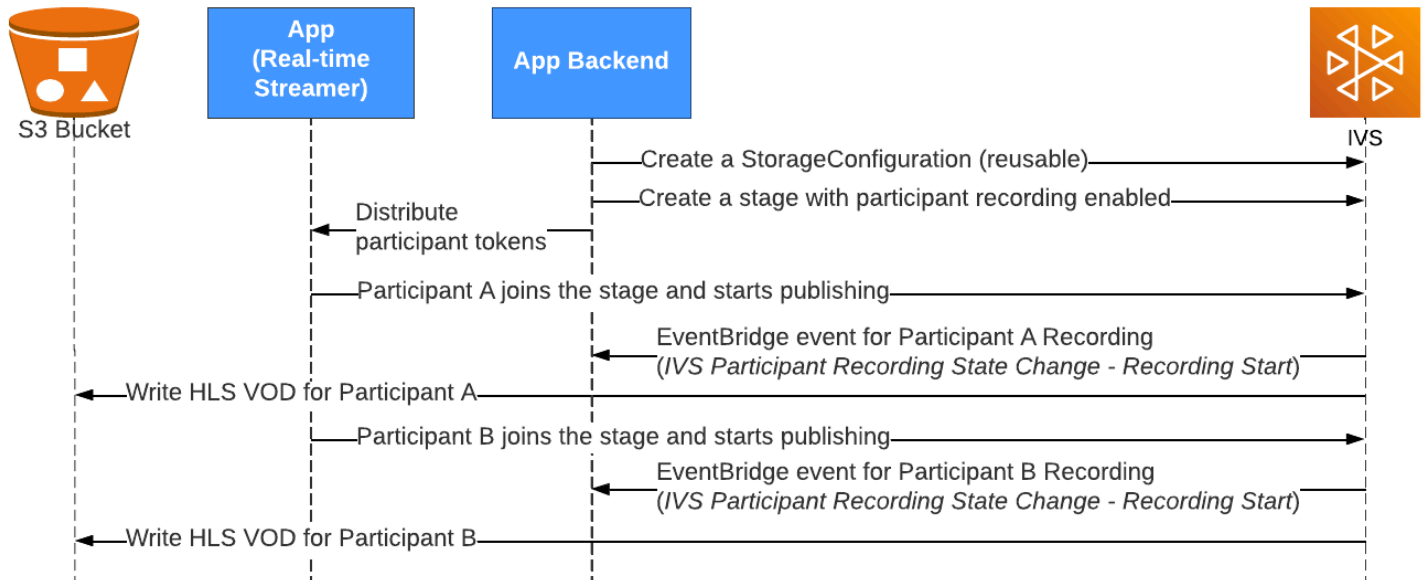 App
(Real-time
Streamer)
App Backend
S3 Bucket
IVS
Create a StorageConfiguration (reusable)
Create a stage with participant recording enabled
Distribute
participant tokens
Participant A joins the stage and starts publishing
EventBridge event for Participant A Recording
(IVS Participant Recording State Change - Recording Start)
Write HLS VOD for Participant A
Participant B joins the stage and starts publishing
EventBridge event for Participant B Recording
(IVS Participant Recording State Change - Recording Start)
Write HLS VOD for Participant B